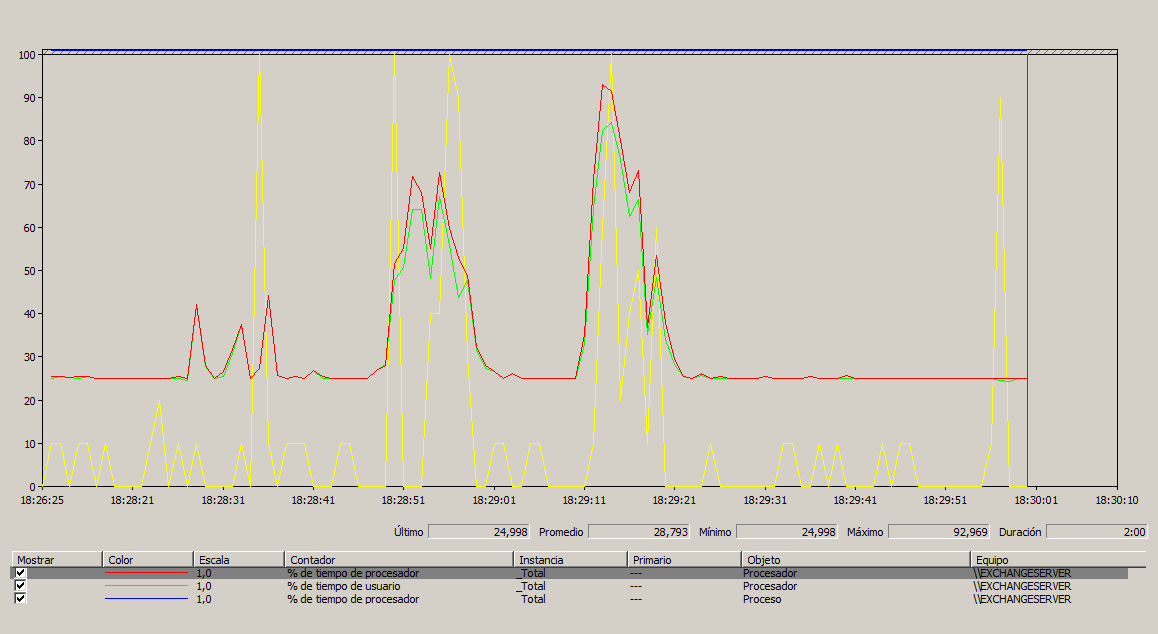 100
90
80
70
60
50
40
30
20
10
0
18:26:25 18:28:21 18:28:31 18:28:41 18:28:51 18:29:01 18:29:11 18:29:21 18:29:31 18:29:41 18:29:51 18:30:01 18:30:10
Último 24,998 Promedio 28,793 Mínimo 24,998 Máximo 92,969 Duración 2:00
Mostrar Color Escala Contador Instancia Primario Objeto Equipo
1,0 % de tiempo de procesador _Total --- Procesador \\EXCHANGESERVER
1,0 % de tiempo de usuario _Total --- Procesador \\EXCHANGESERVER
1,0 % de tiempo de procesador _Total --- Proceso \\EXCHANGESERVER